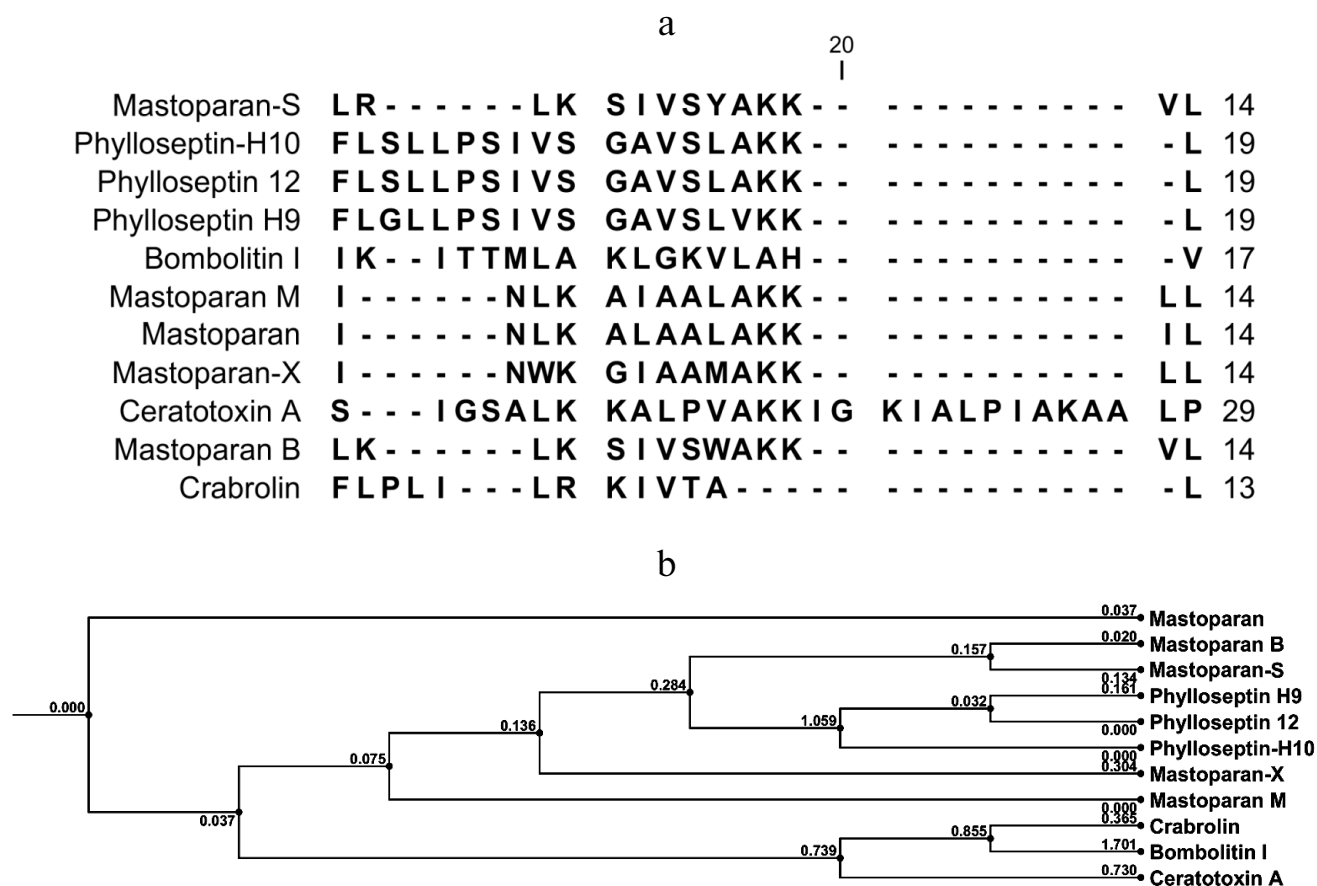 a
20
Mastoparan-S LR------LK SIVSYAKK-- ---------- VL 14
Phylloseptin-H10 FLSLLPSIVS GAVSLAKK-- ---------- -L 19
Phylloseptin 12 FLSLLPSIVS GAVSLAKK-- ---------- -L 19
Phylloseptin H9 FLGLLPSIVS GAVSLVKK-- ---------- -L 19
Bombolitin I IK--ITTMLA KLGKVLAH-- ---------- -V 17
Mastoparan M I------NLK AIAALAKK-- ---------- LL 14
Mastoparan I------NLK ALAALAKK-- ---------- IL 14
Mastoparan-X I------NWK GIAAMAKK-- ---------- LL 14
Ceratotoxin A S---IGSALK KALPVAKKIG KIALPIAKAA LP 29
Mastoparan B LK------LK SIVSWAKK-- ---------- VL 14
Crabrolin FLPLI---LR KIVTA----- ---------- -L 13
b
0.037 Mastoparan
0.020 Mastoparan B
0.157
Mastoparan-S
0.134
0.284
0.161 Phylloseptin H9
0.032
0.000 Phylloseptin 12
1.059
0.000
0.136
Phylloseptin-H10
0.000
0.304 Mastoparan-X
0.075
Mastoparan M
0.000
0.365 Crabrolin
0.037
0.855
1.701 Bombolitin I
0.739
0.730 Ceratotoxin A